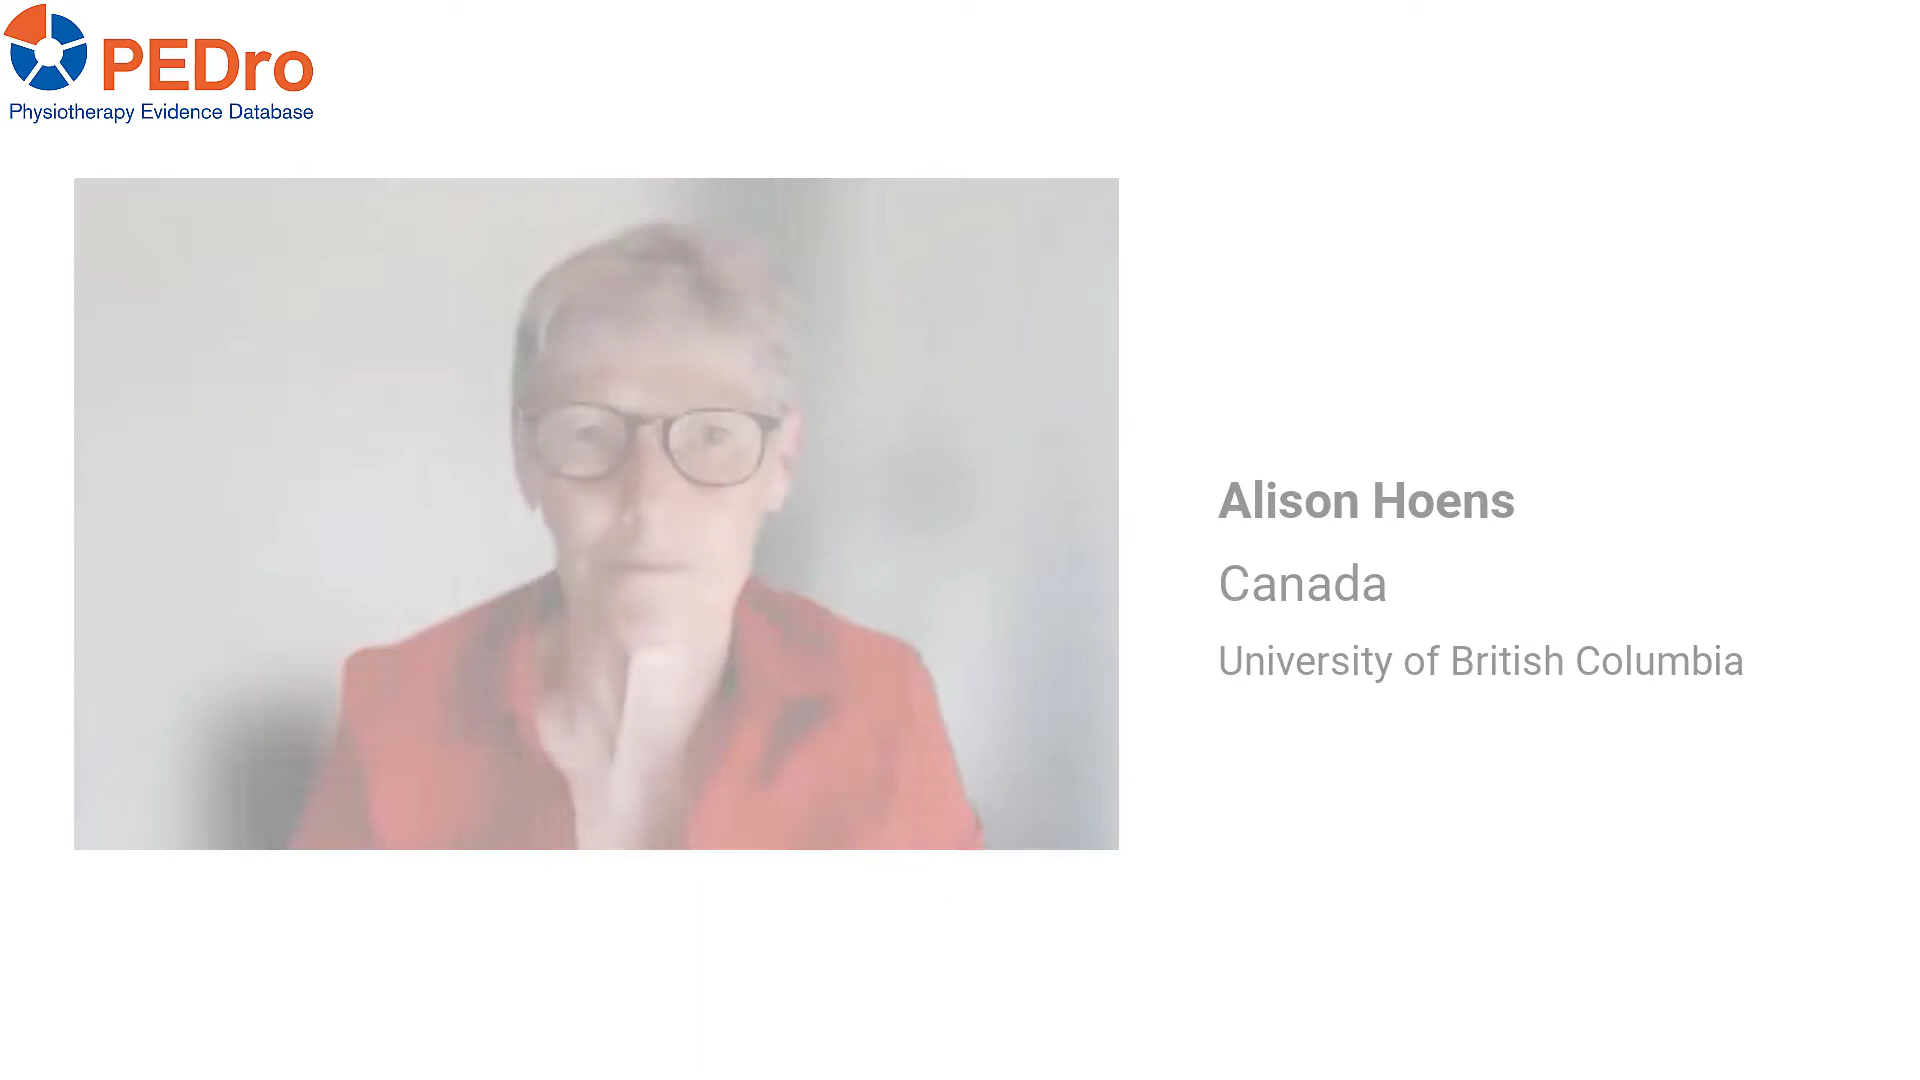 PEDro
Physiotherapy Evidence Database
Alison Hoens
Canada
University of British Columbia